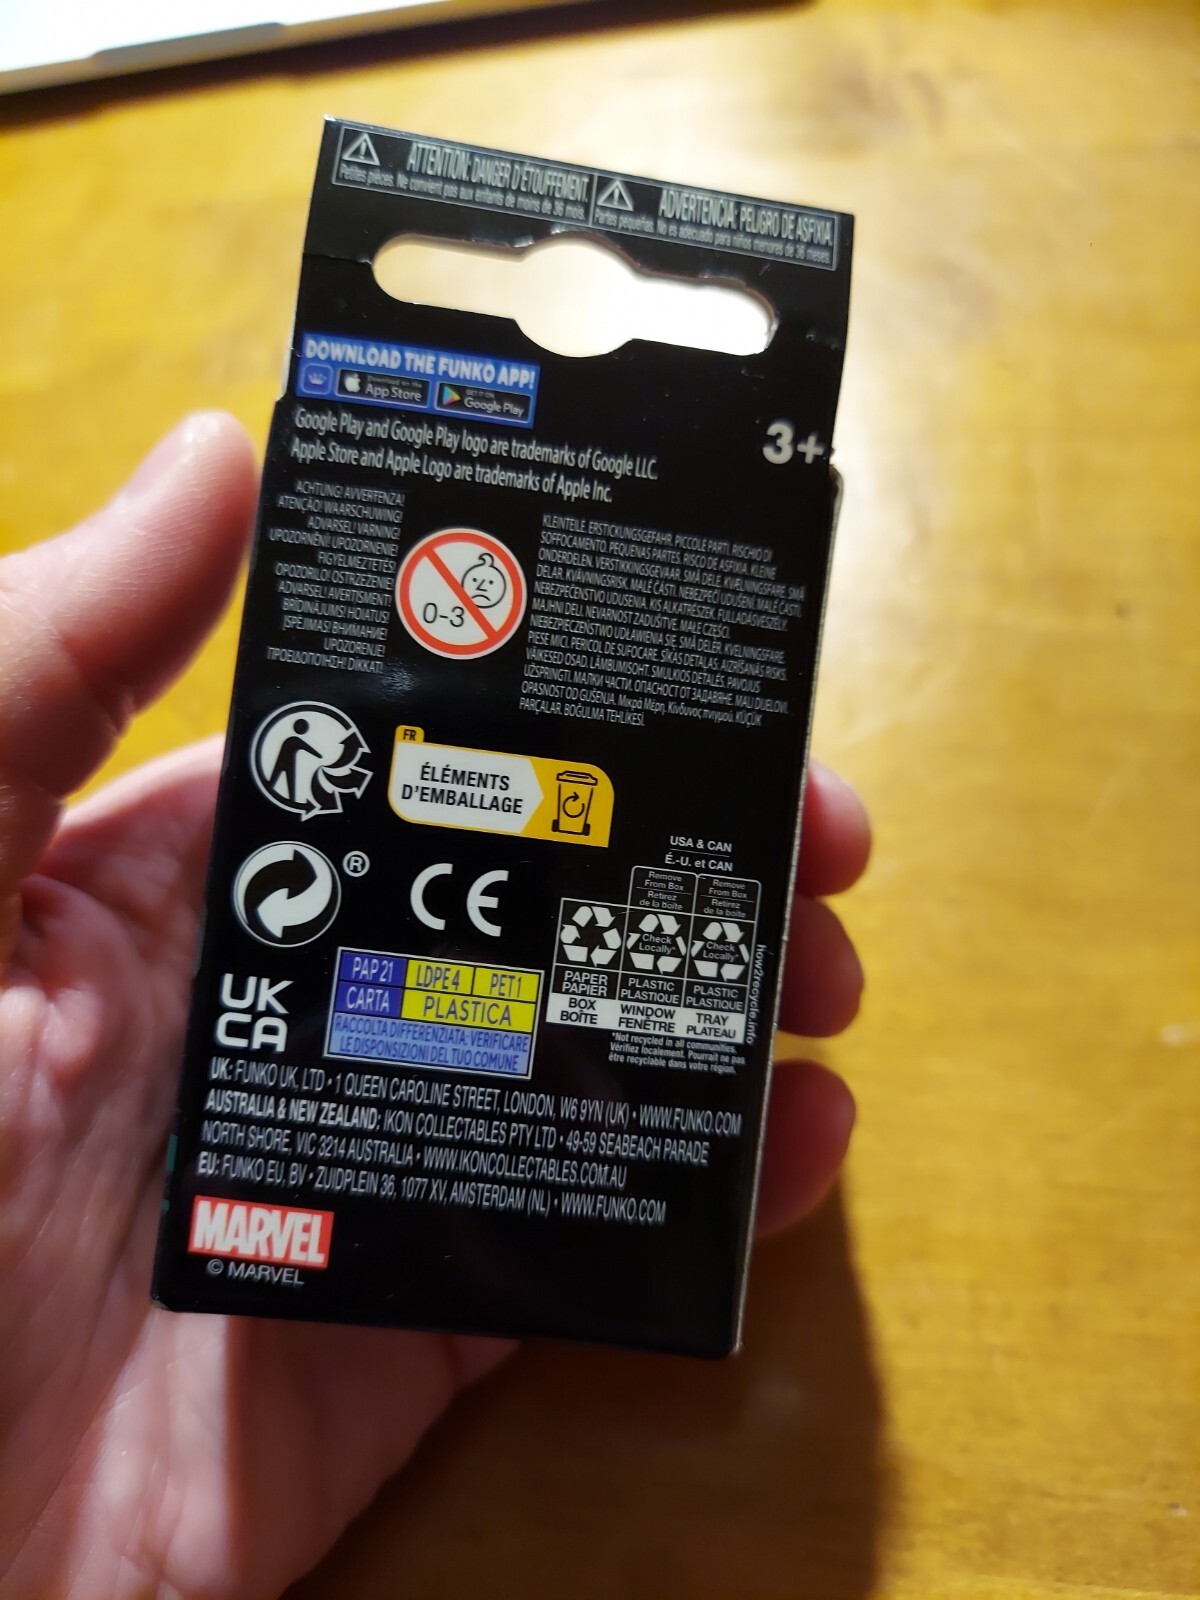 ATTENTION: DANGER D'ÉTOUFFEMENT.
Petites pièces. Ne convient pas aux enfants de moins de 36 mois.
ADVERTENCIA: PELIGRO DE ASFIXIA.
Partes pequeñas. No es adecuado para niños menores de 36 meses.
DOWNLOAD THE FUNKO APP!
Download on the
App Store
GET IT ON
Google Play
3+
Google Play and Google Play logo are trademarks of Google LLC.
Apple Store and Apple Logo are trademarks of Apple Inc.
ACHTUNG! AVVERTENZA!
ATENÇÃO! WAARSCHUWING!
ADVARSEL! VARNING!
UPOZORNĚNÍ! UPOZORNENIE!
FIGYELMEZTETÉS!
OPOZORILO! OSTRZEŻENIE!
ADVARSEL! AVERTISMENT!
BRĪDINĀJUMS! HOIATUS!
ĮSPĖJIMAS! ВНИМАНИЕ!
UPOZORENJE!
ΠΡΟΕΙΔΟΠΟΙΗΣΗ! DİKKAT!
0-3
KLEINTEILE. ERSTICKUNGSGEFAHR. PICCOLE PARTI. RISCHIO DI
SOFFOCAMENTO. PEQUENAS PARTES. RISCO DE ASFIXIA. KLEINE
ONDERDELEN. VERSTIKKINGSGEVAAR. SMÅ DELE. KVÆLNINGSFARE. SMÅ
DELAR. KVÄVNINGSRISK. MALÉ ČÁSTI. NEBEZPEČÍ UDUŠENÍ. MALÉ ČASTI.
NEBEZPEČENSTVO UDUSENIA. KIS ALKATRÉSZEK. FULLADÁSVESZÉLY.
MAJHNI DELI. NEVARNOST ZADUŠITVE. MAŁE CZĘŚCI.
NIEBEZPIECZEŃSTWO UDŁAWIENIA SIĘ. SMÅ DELER. KVELNINGSFARE.
PIESE MICI. PERICOL DE SUFOCARE. SĪKAS DETAĻAS. AIZRĪŠANĀS RISKS.
VÄIKESED OSAD. LÄMBUMISOHT. SMULKIOS DETALĖS. PAVOJUS
UŽSPRINGTI. МАЛКИ ЧАСТИ. ОПАСНОСТ ОТ ЗАДАВЯНЕ. MALI DIJELOVI.
OPASNOST OD GUŠENJA. Μικρά Μέρη. Κίνδυνος πνιγμού. KÜÇÜK
PARÇALAR. BOĞULMA TEHLİKESİ.
FR
ÉLÉMENTS
D'EMBALLAGE
®
CE
USA & CAN
É.-U. et CAN
Remove
From Box
Retirez
de la boîte
Remove
From Box
Retirez
de la boîte
Check
Locally*
Check
Locally*
PAPER
PAPIER
PLASTIC
PLASTIQUE
PLASTIC
PLASTIQUE
BOX
BOÎTE
WINDOW
FENÊTRE
TRAY
PLATEAU
how2recycle.info
*Not recycled in all communities.
Vérifiez localement. Pourrait ne pas
être recyclable dans votre région.
UK
CA
PAP 21
LDPE 4
PET 1
CARTA
PLASTICA
RACCOLTA DIFFERENZIATA: VERIFICARE
LE DISPOSIZIONI DEL TUO COMUNE
UK: FUNKO UK, LTD • 1 QUEEN CAROLINE STREET, LONDON, W6 9YN (UK) • WWW.FUNKO.COM
AUSTRALIA & NEW ZEALAND: IKON COLLECTABLES PTY LTD • 49-59 SEABEACH PARADE
NORTH SHORE, VIC 3214 AUSTRALIA • WWW.IKONCOLLECTABLES.COM.AU
EU: FUNKO EU, BV • ZUIDPLEIN 36, 1077 XV, AMSTERDAM (NL) • WWW.FUNKO.COM
MARVEL
© MARVEL